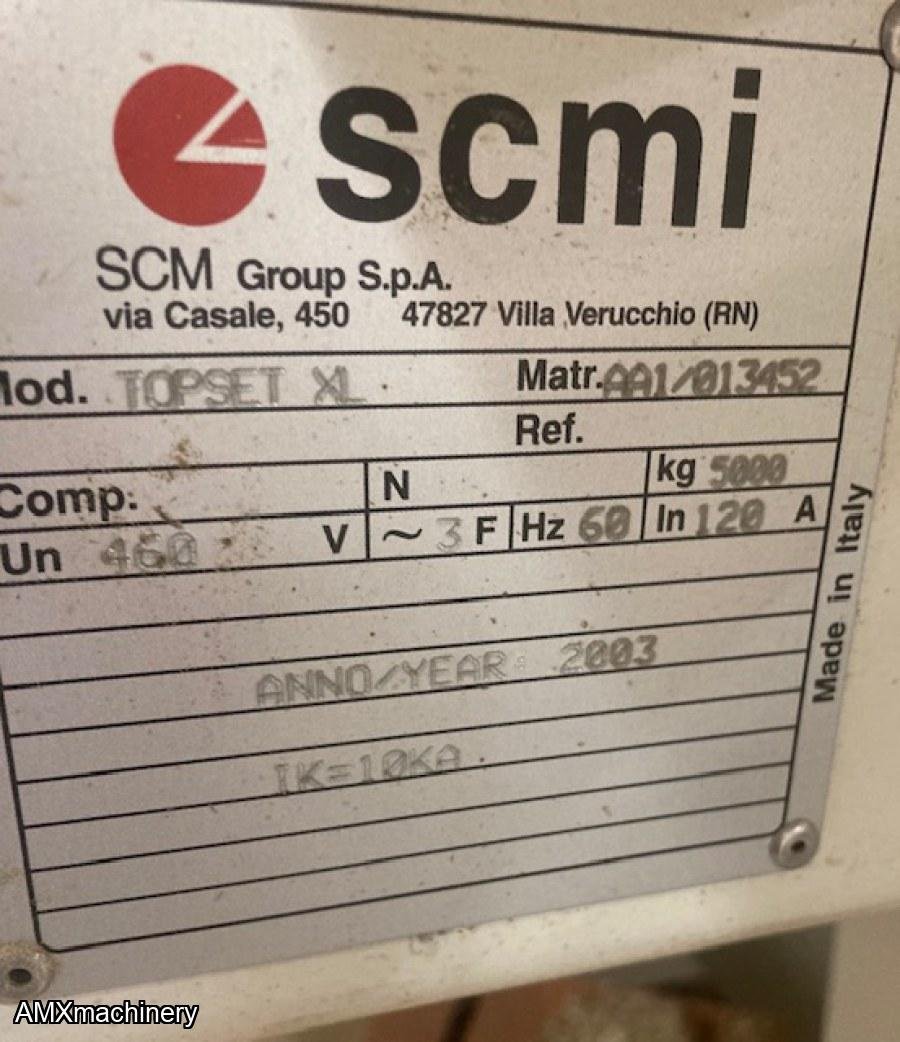 scmi
SCM Group S.p.A.
via Casale, 450 47827 Villa Verucchio (RN)
Mod. TOPSET XL Matr. AA1/013452
Ref.
Comp. N kg 5000
Un 460 V ~ 3 F Hz 60 In 120 A
ANNO/YEAR: 2003
IK=10KA
Made in Italy
AMXmachinery